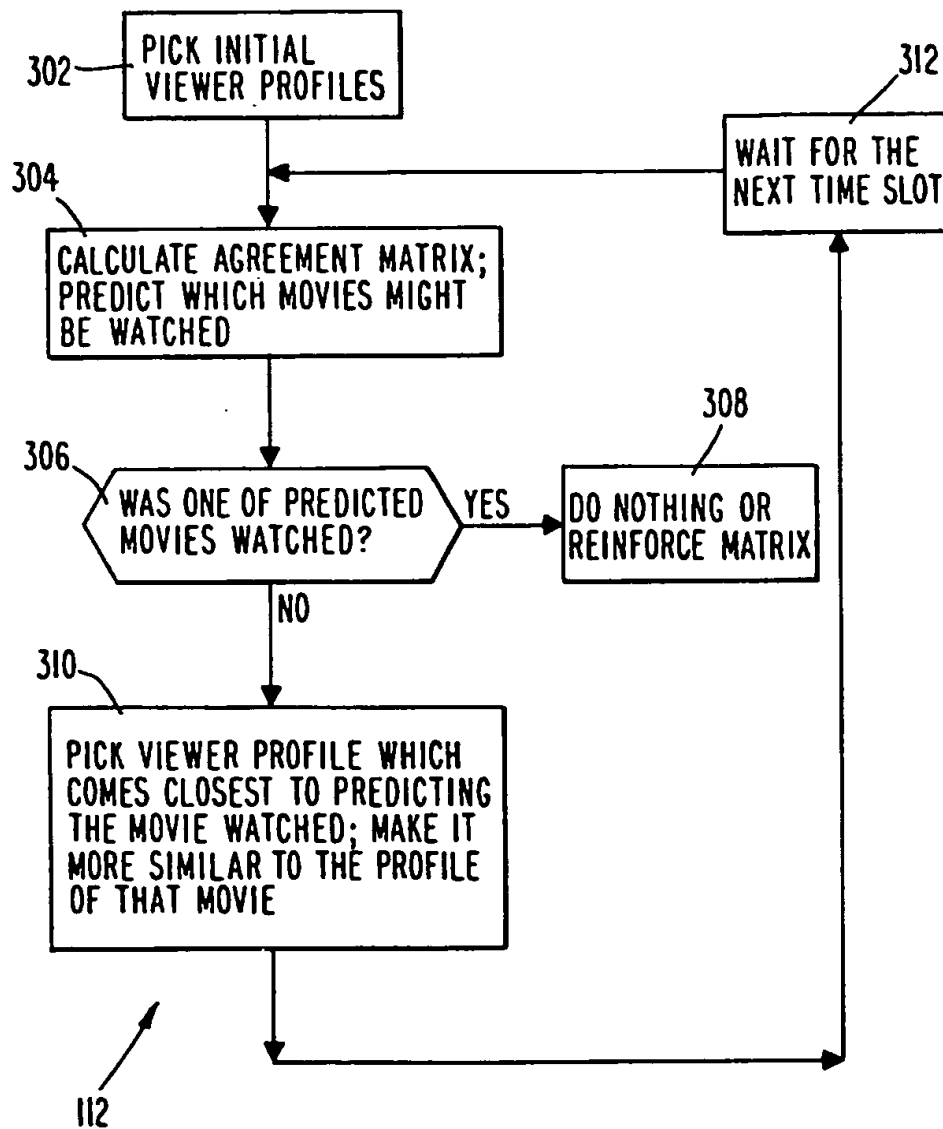 302
PICK INITIAL
VIEWER PROFILES
312
WAIT FOR THE
NEXT TIME SLOT
304
CALCULATE AGREEMENT MATRIX;
PREDICT WHICH MOVIES MIGHT
BE WATCHED
306
WAS ONE OF PREDICTED
MOVIES WATCHED?
YES
308
DO NOTHING OR
REINFORCE MATRIX
NO
310
PICK VIEWER PROFILE WHICH
COMES CLOSEST TO PREDICTING
THE MOVIE WATCHED; MAKE IT
MORE SIMILAR TO THE PROFILE
OF THAT MOVIE
112